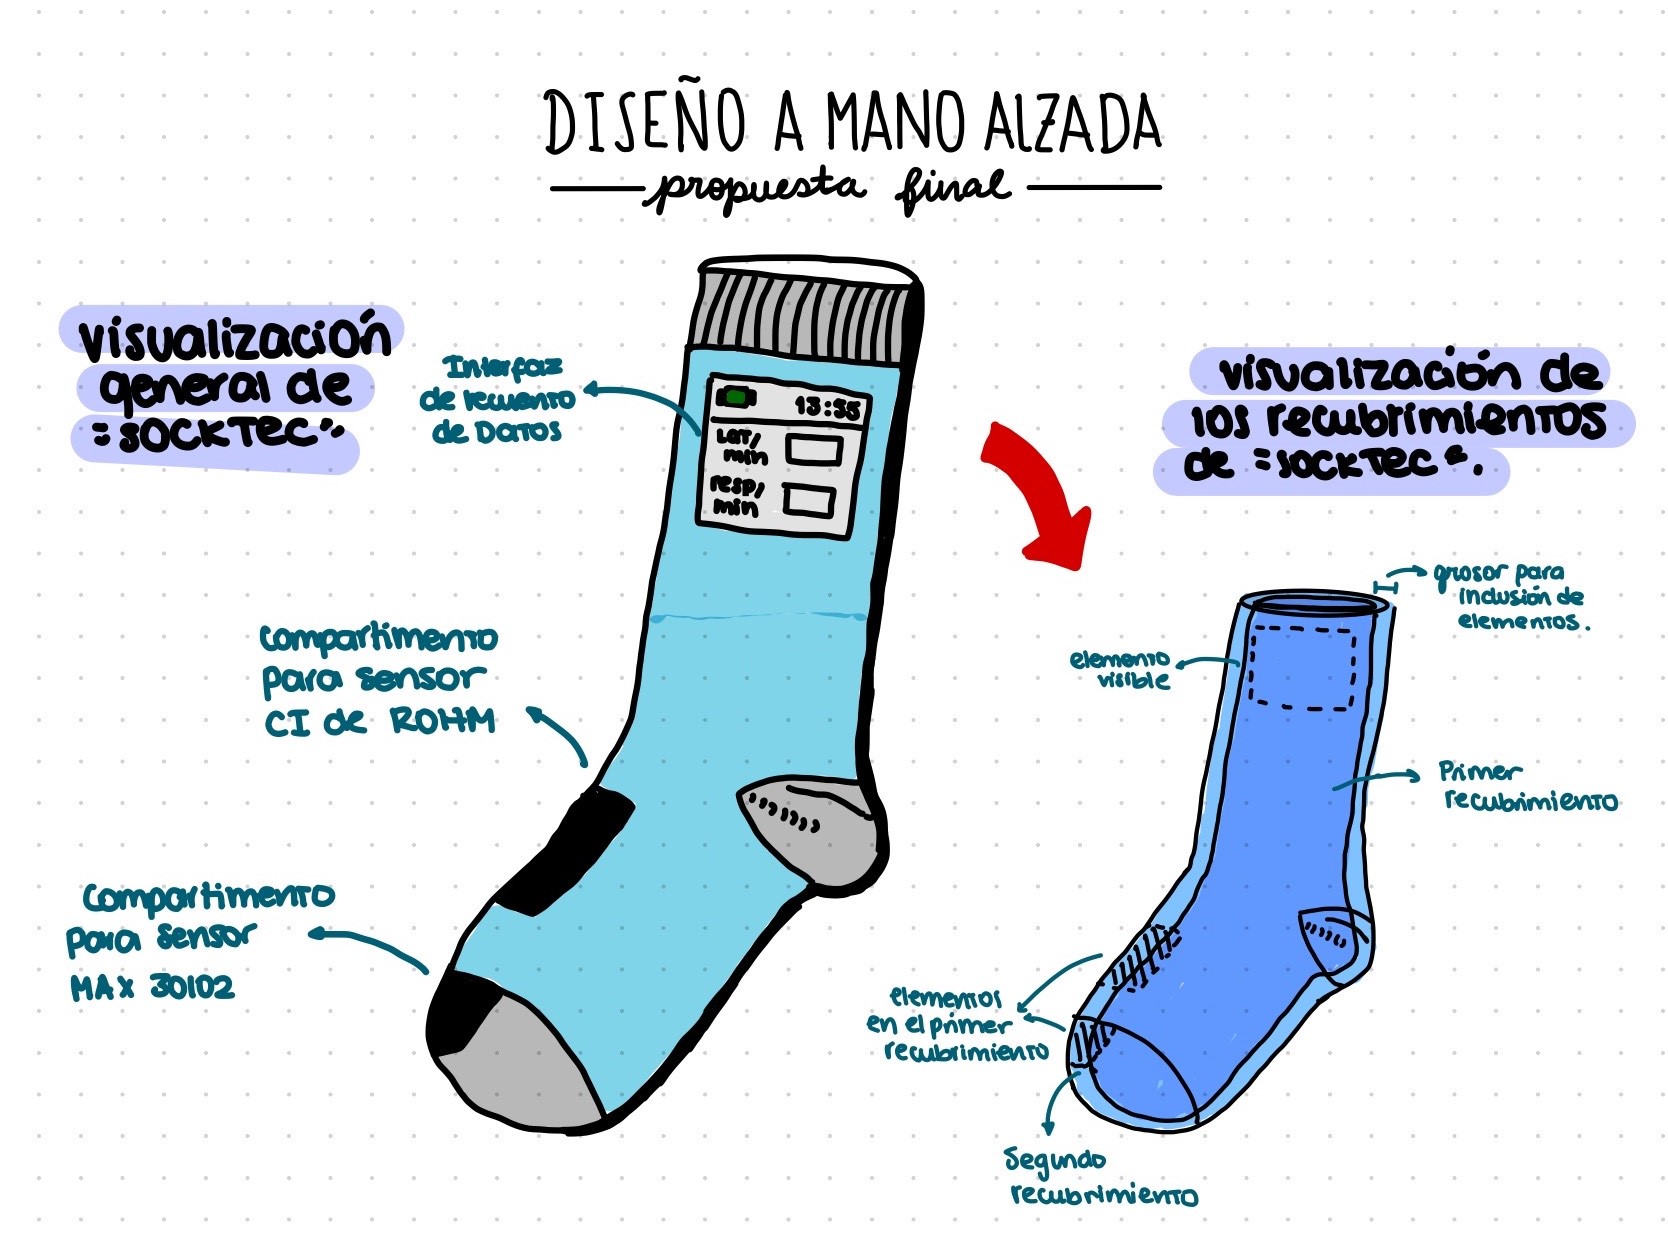 DISEÑO A MANO ALZADA
propuesta final
visualización
general de
"SOCKTEC"
Interfaz
de recuento
de Datos
13:35
Lat/
min
resp/
min
compartimento
para sensor
CI de ROHM
compartimento
para sensor
MAX 30102
visualización de
los recubrimientos
de "SOCKTEC".
grosor para
inclusión de
elementos.
elemento
visible
Primer
recubrimiento
elementos
en el primer
recubrimiento
Segundo
recubrimiento